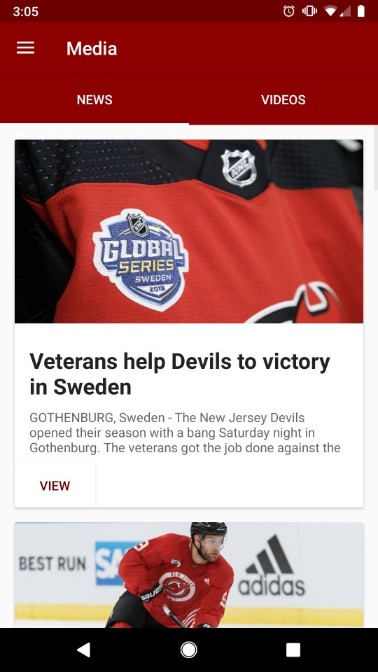 3:05
Media
NEWS
VIDEOS
NHL
GLOBAL
SERIES
SWEDEN
2018
Veterans help Devils to victory
in Sweden
GOTHENBURG, Sweden - The New Jersey Devils
opened their season with a bang Saturday night in
Gothenburg. The veterans got the job done against the
VIEW
BEST RUN
SAP
adidas